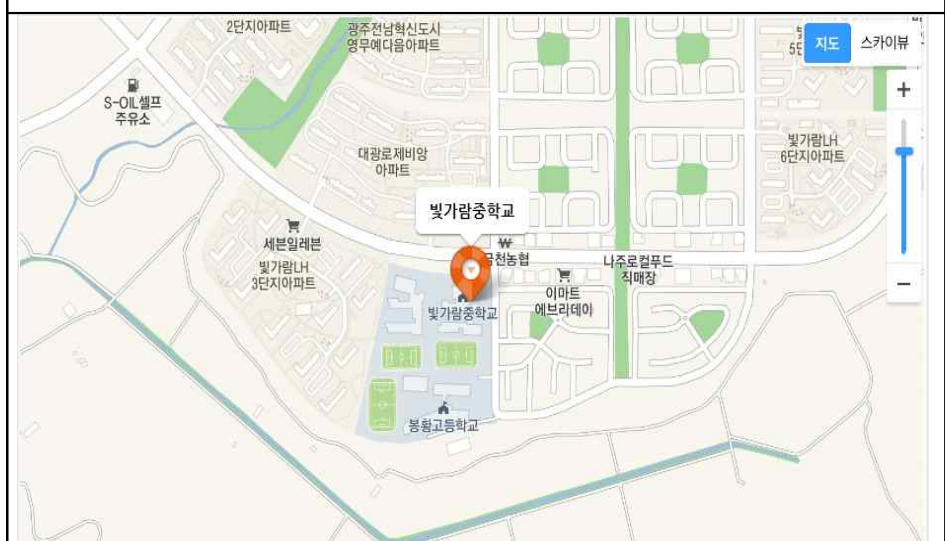 2단지아파트
광주전남혁신도시
영무예다음아파트
지도
스카이뷰
S-OIL셀프
주유소
대광로제비앙
아파트
빛가람LH
6단지아파트
빛가람중학교
세븐일레븐
빛가람LH
3단지아파트
금천농협
나주로컬푸드
직매장
이마트
에브리데이
빛가람중학교
봉황고등학교